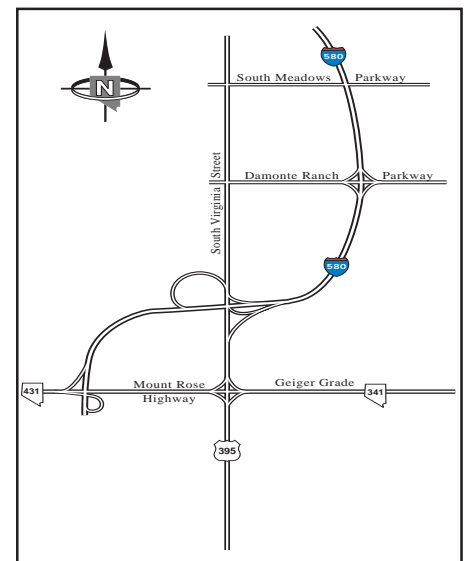 580
N
South Meadows Parkway
South Virginia Street
Damonte Ranch Parkway
580
431
Mount Rose
Highway
Geiger Grade
341
395